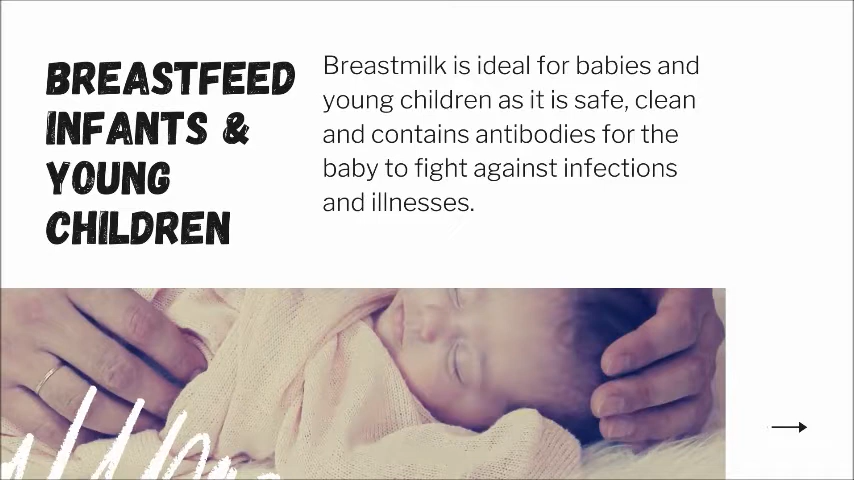 BREASTFEED
INFANTS &
YOUNG
CHILDREN
Breastmilk is ideal for babies and
young children as it is safe, clean
and contains antibodies for the
baby to fight against infections
and illnesses.